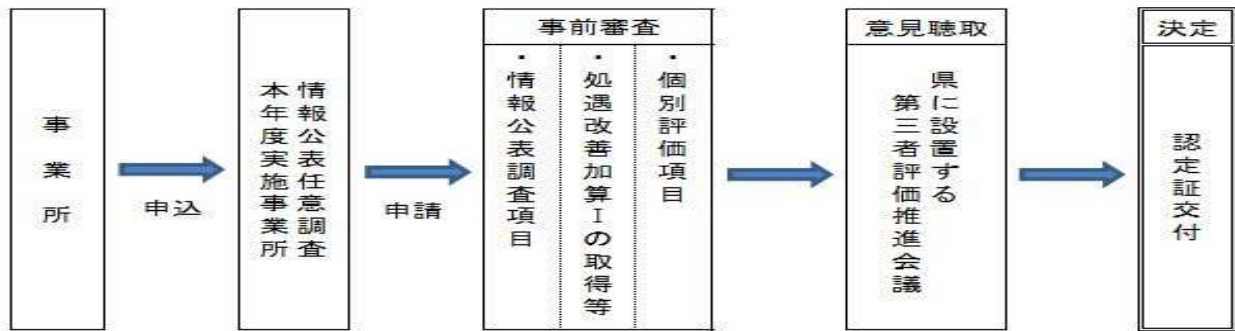 事業所
申込
情報公表任意調査
本年度実施事業所
申請
事前審査
・個別評価項目
・処遇改善加算Ⅰの取得等
・情報公表調査項目
意見聴取
県に設置する
第三者評価推進会議
決定
認定証交付